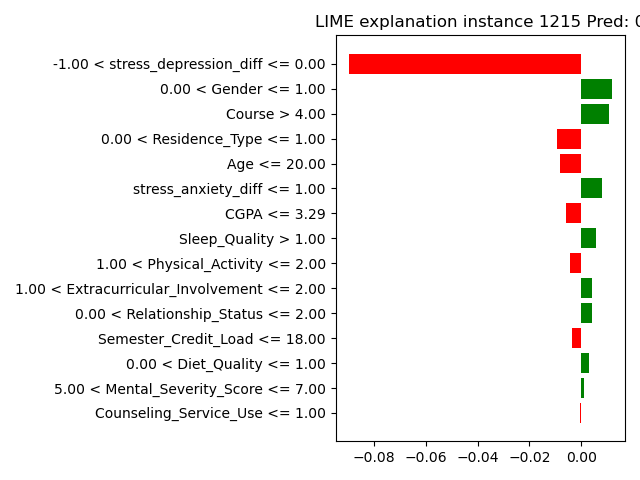 LIME explanation instance 1215 Pred: 0
-1.00 < stress_depression_diff <= 0.00
0.00 < Gender <= 1.00
Course > 4.00
0.00 < Residence_Type <= 1.00
Age <= 20.00
stress_anxiety_diff <= 1.00
CGPA <= 3.29
Sleep_Quality > 1.00
1.00 < Physical_Activity <= 2.00
1.00 < Extracurricular_Involvement <= 2.00
0.00 < Relationship_Status <= 2.00
Semester_Credit_Load <= 18.00
0.00 < Diet_Quality <= 1.00
5.00 < Mental_Severity_Score <= 7.00
Counseling_Service_Use <= 1.00
−0.08 −0.06 −0.04 −0.02 0.00